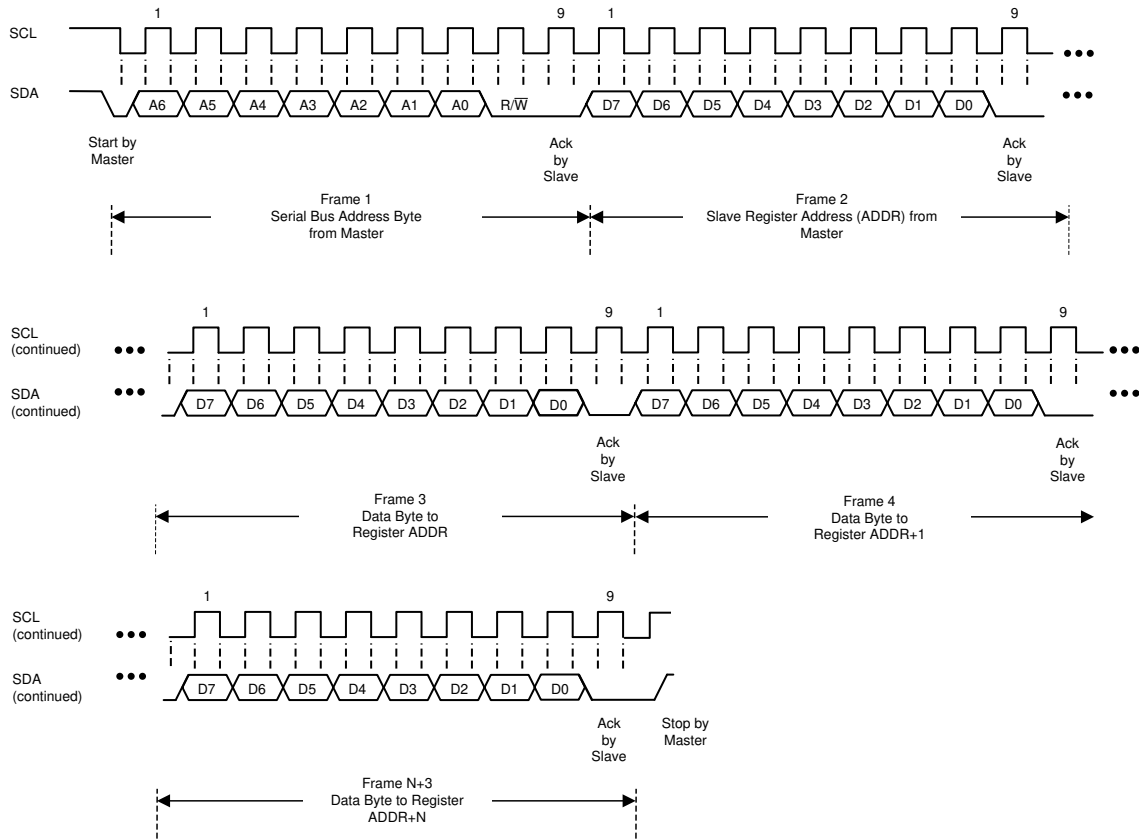 1 9 1 9
SCL
SDA
A6 A5 A4 A3 A2 A1 A0 R/W̅ D7 D6 D5 D4 D3 D2 D1 D0
Start by
Master
Ack
by
Slave
Ack
by
Slave
Frame 1
Serial Bus Address Byte
from Master
Frame 2
Slave Register Address (ADDR) from
Master
1 9 1 9
SCL
(continued)
SDA
(continued)
D7 D6 D5 D4 D3 D2 D1 D0 D7 D6 D5 D4 D3 D2 D1 D0
Ack
by
Slave
Ack
by
Slave
Frame 3
Data Byte to
Register ADDR
Frame 4
Data Byte to
Register ADDR+1
1 9
SCL
(continued)
SDA
(continued)
D7 D6 D5 D4 D3 D2 D1 D0
Ack
by
Slave
Stop by
Master
Frame N+3
Data Byte to Register
ADDR+N